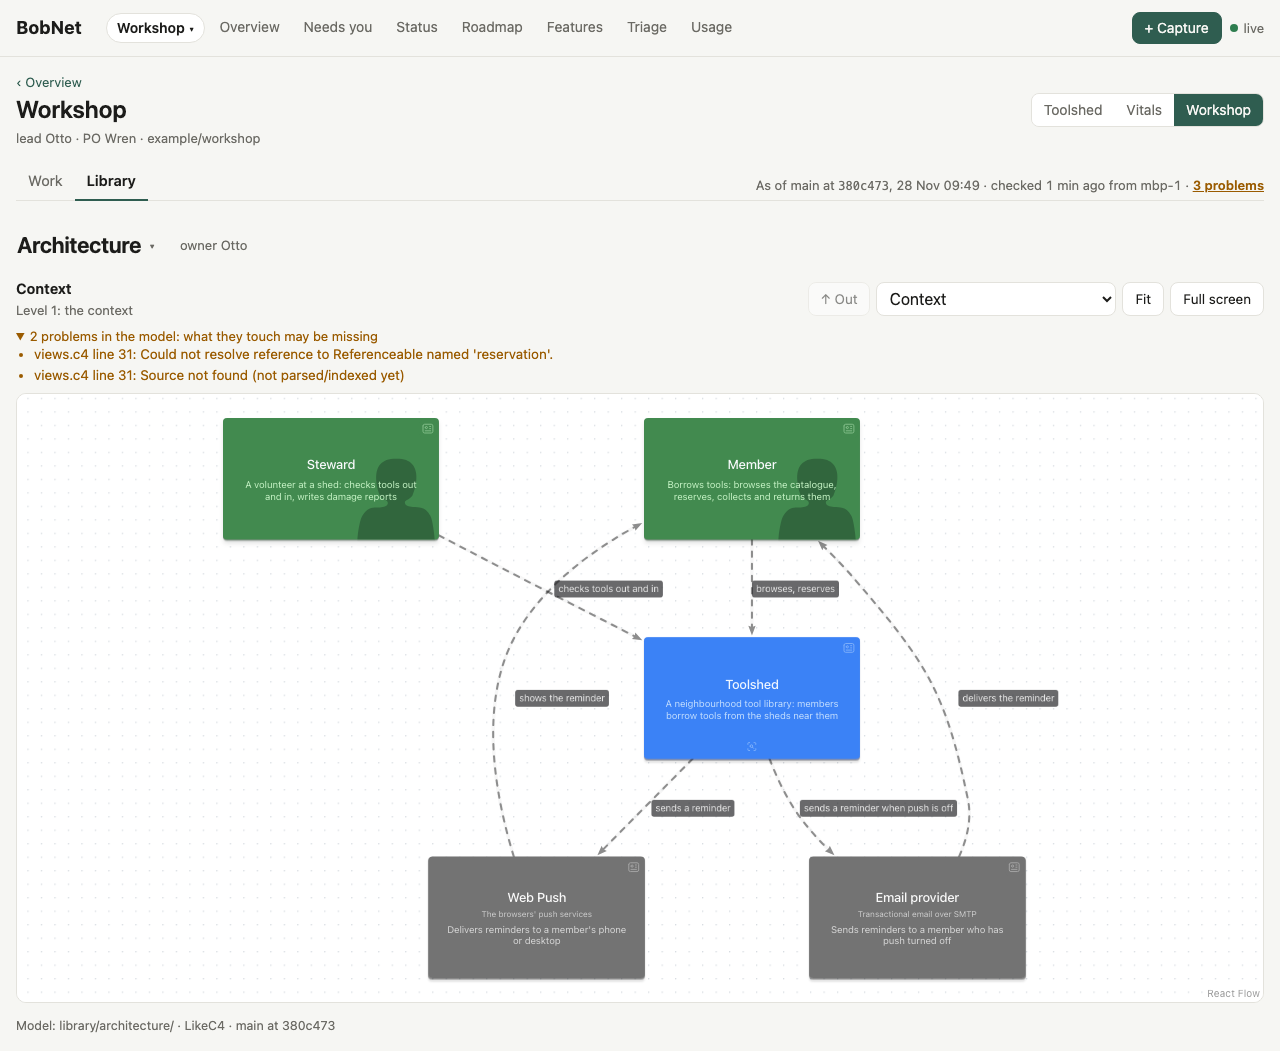 BobNet
Workshop ▾
Overview
Needs you
Status
Roadmap
Features
Triage
Usage
+ Capture
live
‹ Overview
Workshop
lead Otto · PO Wren · example/workshop
Toolshed
Vitals
Workshop
Work
Library
As of main at 380c473, 28 Nov 09:49 · checked 1 min ago from mbp-1 · 3 problems
Architecture ▾
owner Otto
Context
Level 1: the context
↑ Out
Context
Fit
Full screen
▼ 2 problems in the model: what they touch may be missing
• views.c4 line 31: Could not resolve reference to Referenceable named 'reservation'.
• views.c4 line 31: Source not found (not parsed/indexed yet)
Steward
A volunteer at a shed: checks tools out
and in, writes damage reports
Member
Borrows tools: browses the catalogue,
reserves, collects and returns them
checks tools out and in
browses, reserves
Toolshed
A neighbourhood tool library: members
borrow tools from the sheds near them
shows the reminder
delivers the reminder
sends a reminder
sends a reminder when push is off
Web Push
The browsers' push services
Delivers reminders to a member's phone
or desktop
Email provider
Transactional email over SMTP
Sends reminders to a member who has
push turned off
React Flow
Model: library/architecture/ · LikeC4 · main at 380c473